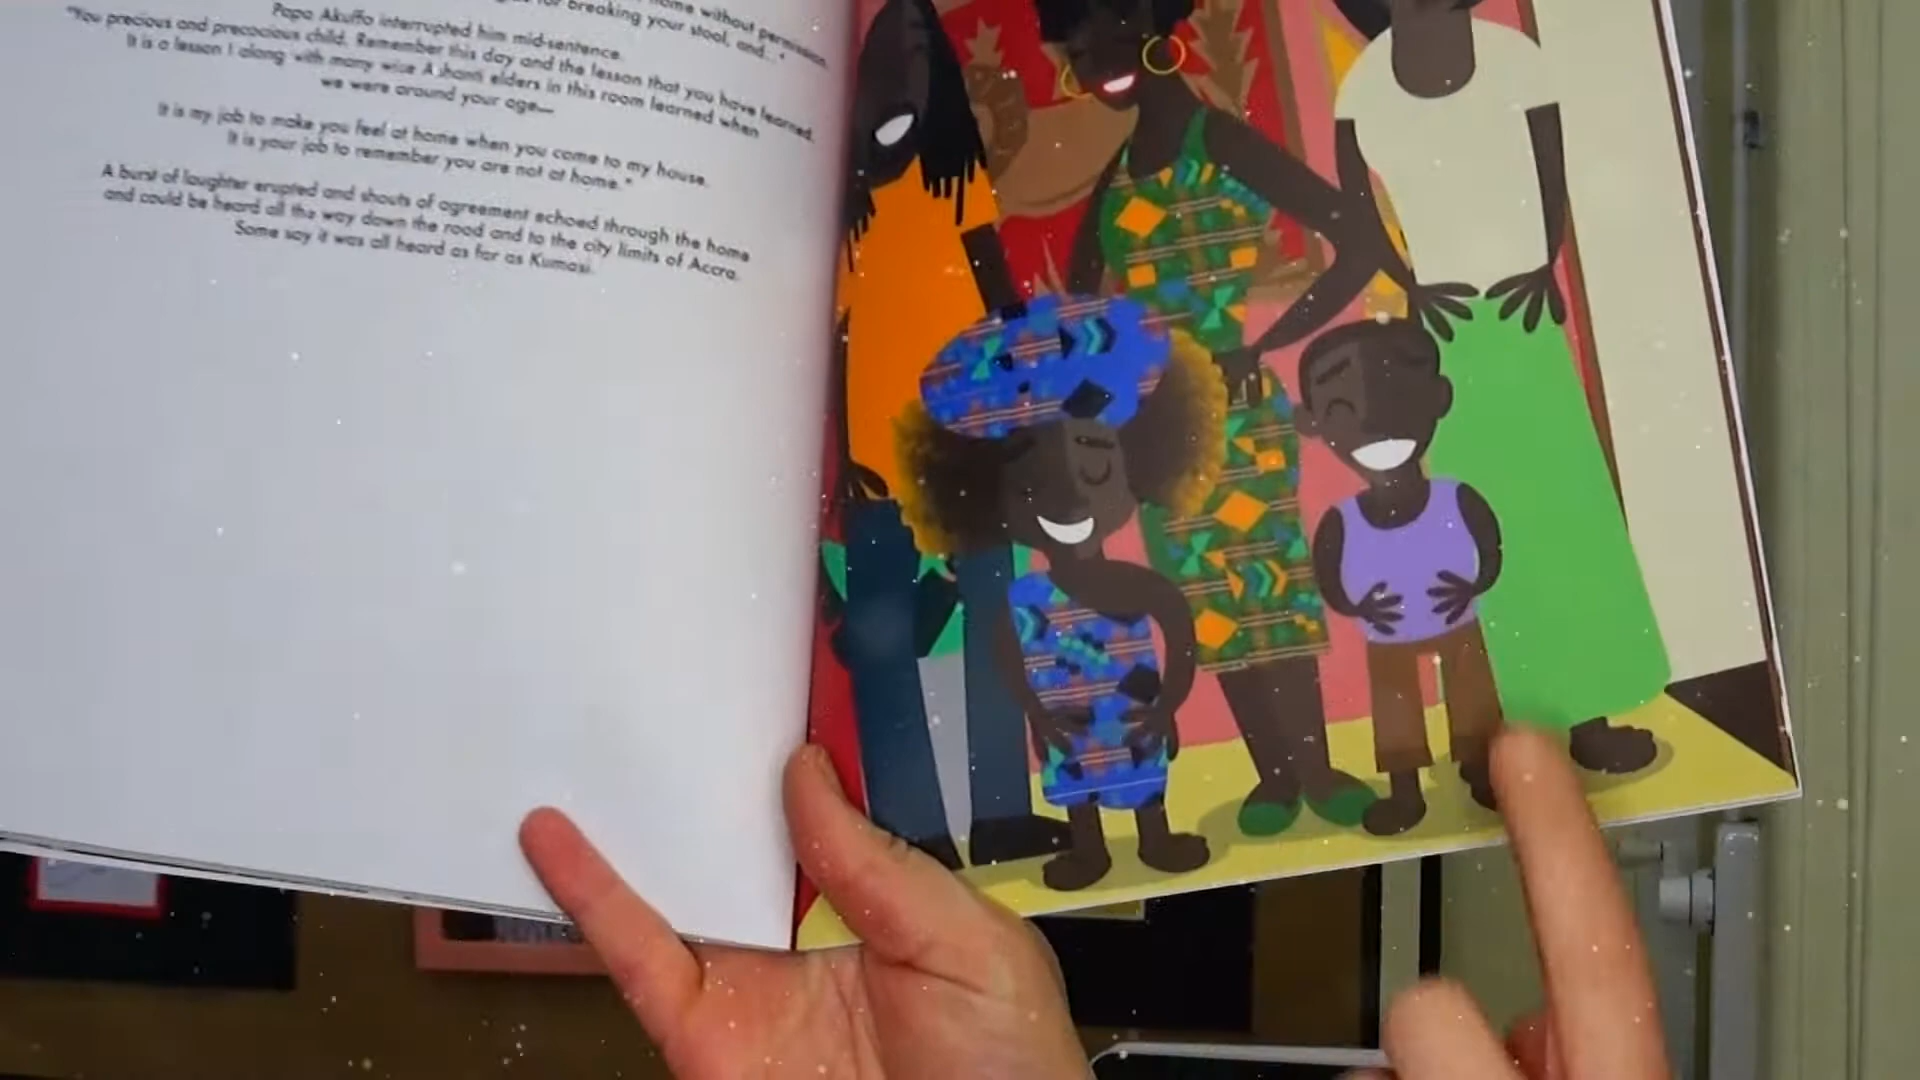 ome without permission,
for breaking your stool, and..."
Papa Akuffo interrupted him mid-sentence.
"You precious and precocious child. Remember this day and the lesson that you have learned.
It is a lesson I along with many wise Ashanti elders in this room learned when
we were around your age—
It is my job to make you feel at home when you come to my house.
It is your job to remember you are not at home."
A burst of laughter erupted and shouts of agreement echoed through the home
and could be heard all the way down the road and to the city limits of Accra.
Some say it was all heard as far as Kumasi.